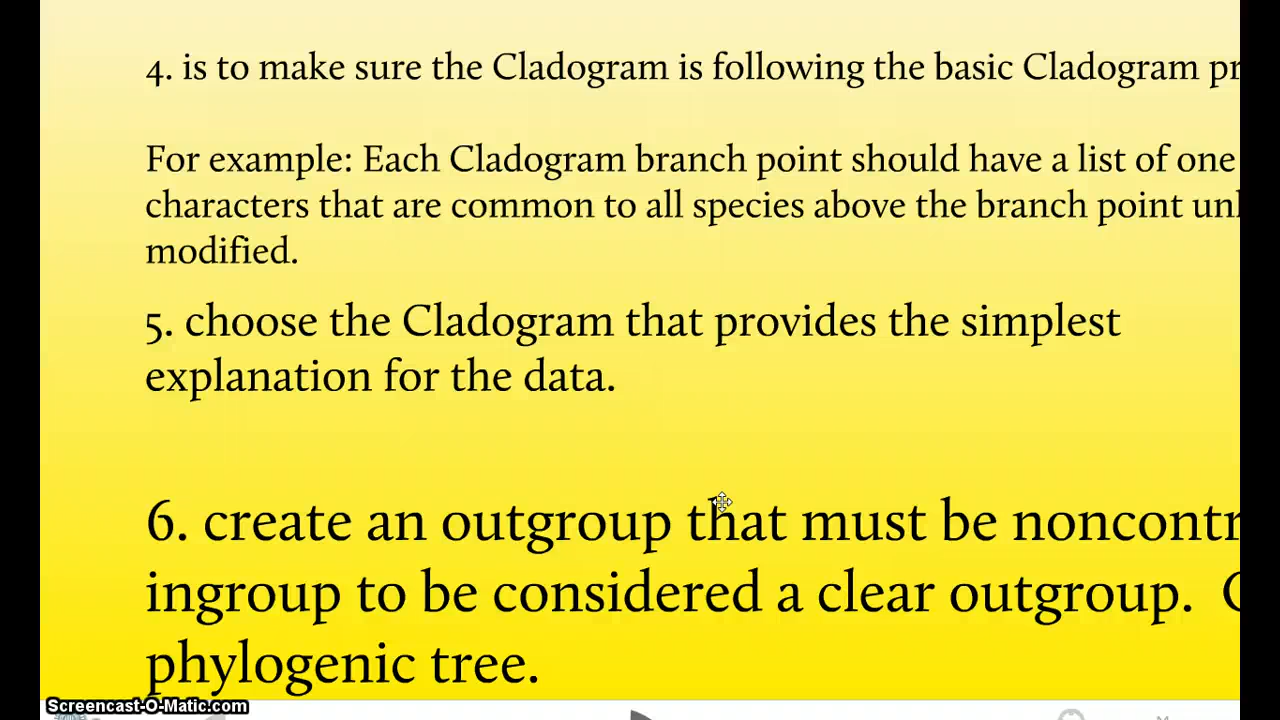 4. is to make sure the Cladogram is following the basic Cladogram
For example: Each Cladogram branch point should have a list of one
characters that are common to all species above the branch point
modified.
5. choose the Cladogram that provides the simplest
explanation for the data.
6. create an outgroup that must be
ingroup to be considered a clear outgroup.
phylogenic tree.
Screencast-O-Matic.com